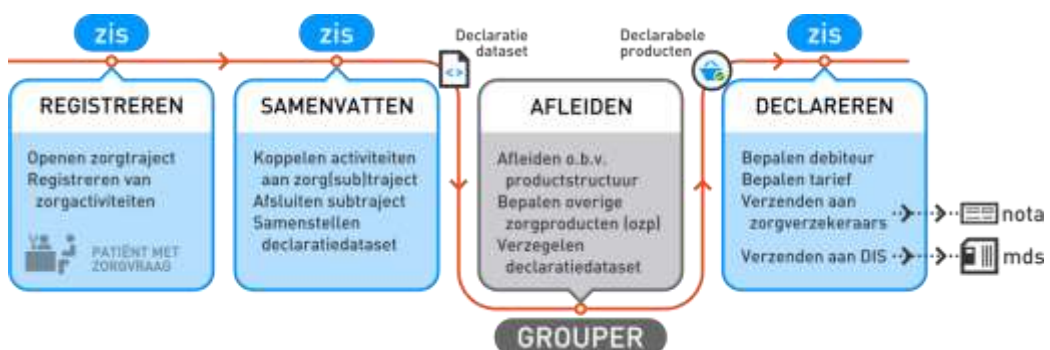 zis
REGISTREREN
Openen zorgtraject
Registreren van
zorgactiviteiten
PATIËNT MET
ZORGVRAAG
zis
SAMENVATTEN
Koppelen activiteiten
aan zorg(sub)traject
Afsluiten subtraject
Samenstellen
declaratiedataset
Declaratie
dataset
<>
AFLEIDEN
Afleiden o.b.v.
productstructuur
Bepalen overige
zorgproducten (ozp)
Verzegelen
declaratiedataset
GROUPER
Declarabele
producten
zis
DECLAREREN
Bepalen debiteur
Bepalen tarief
Verzenden aan
zorgverzekeraars
nota
Verzenden aan DIS
mds